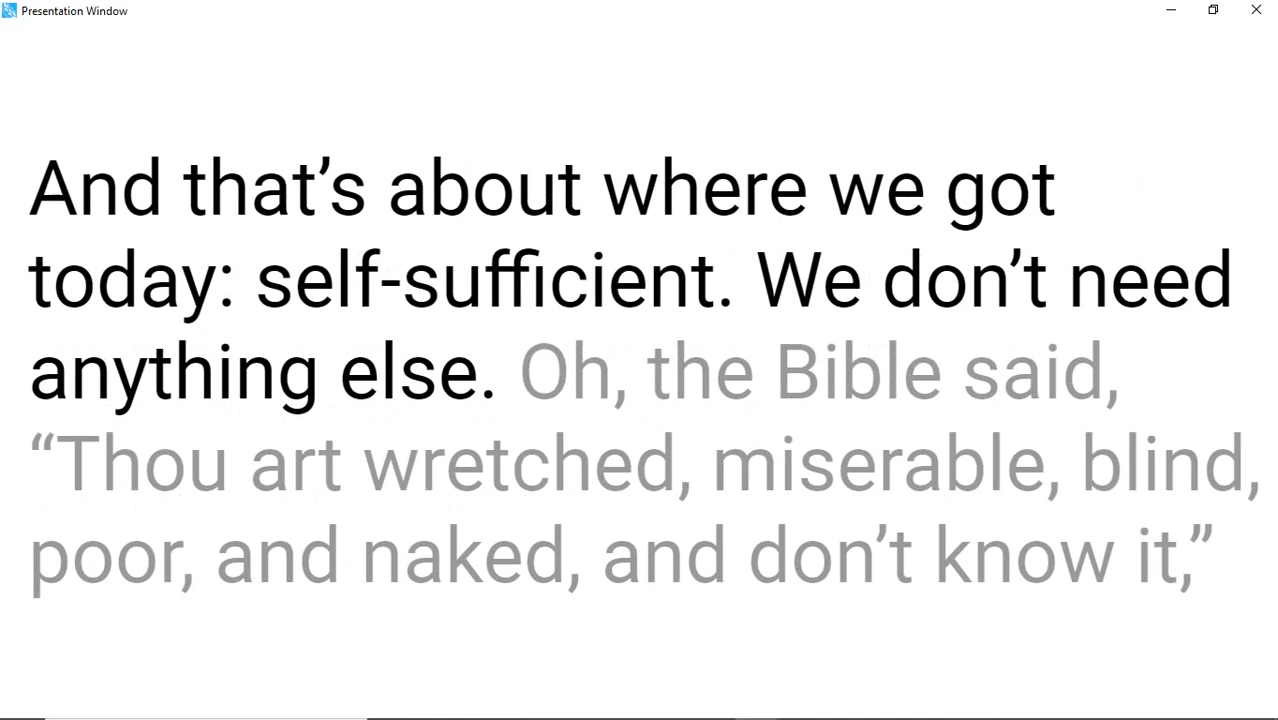 Presentation Window
And that’s about where we got
today: self-sufficient. We don’t need
anything else. Oh, the Bible said,
“Thou art wretched, miserable, blind,
poor, and naked, and don’t know it,”